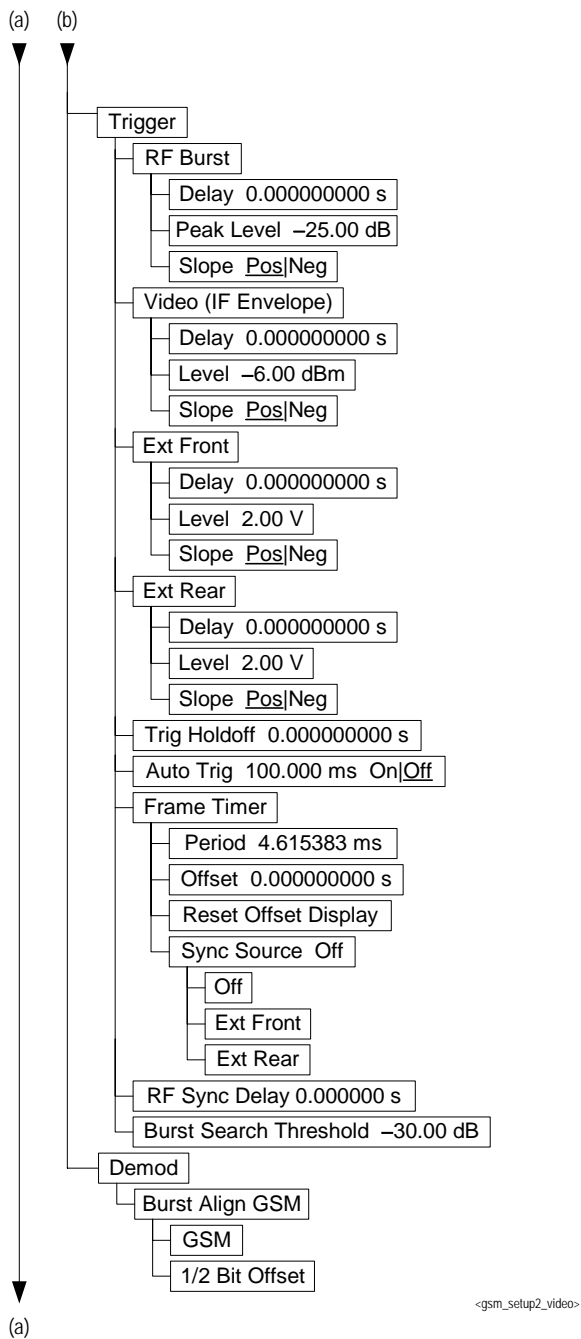 (a) (b)
Trigger
RF Burst
Delay 0.000000000 s
Peak Level –25.00 dB
Slope Pos|Neg
Video (IF Envelope)
Delay 0.000000000 s
Level –6.00 dBm
Slope Pos|Neg
Ext Front
Delay 0.000000000 s
Level 2.00 V
Slope Pos|Neg
Ext Rear
Delay 0.000000000 s
Level 2.00 V
Slope Pos|Neg
Trig Holdoff 0.000000000 s
Auto Trig 100.000 ms On|Off
Frame Timer
Period 4.615383 ms
Offset 0.000000000 s
Reset Offset Display
Sync Source Off
Off
Ext Front
Ext Rear
RF Sync Delay 0.000000 s
Burst Search Threshold –30.00 dB
Demod
Burst Align GSM
GSM
1/2 Bit Offset
<gsm_setup2_video>
(a)